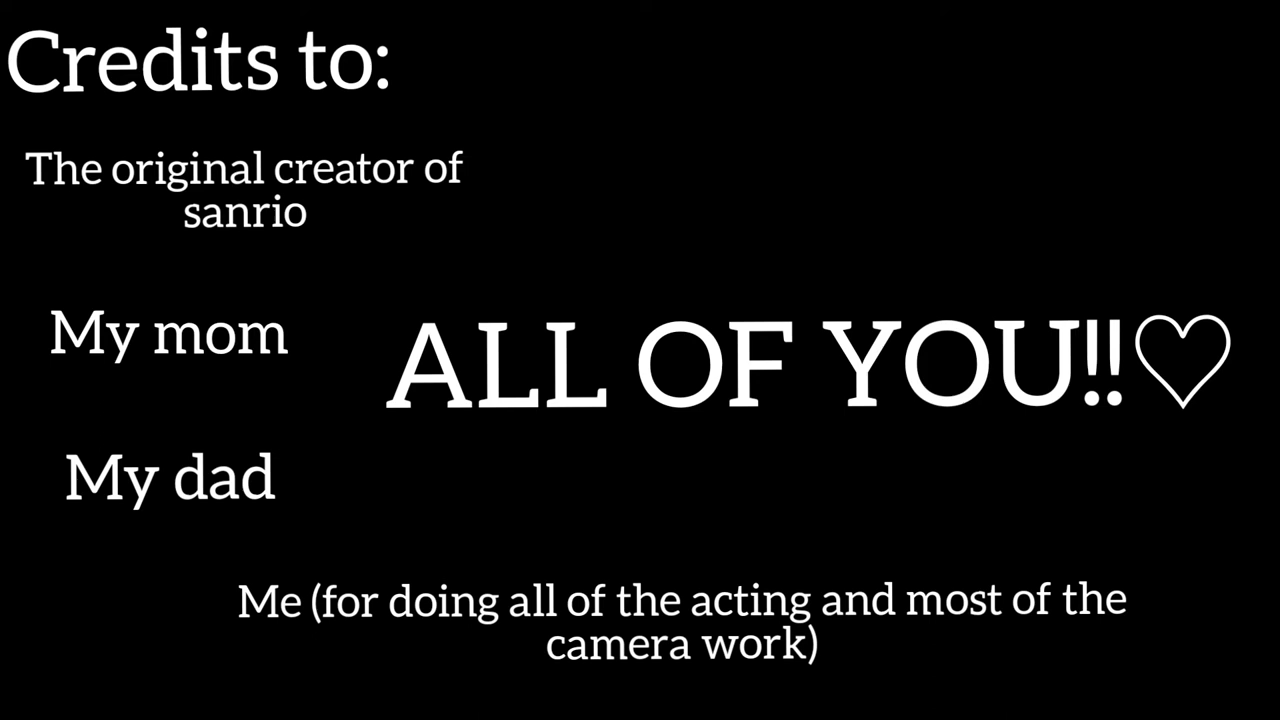 Credits to:
The original creator of
sanrio
My mom
ALL OF YOU!!♡
My dad
Me (for doing all of the acting and most of the
camera work)